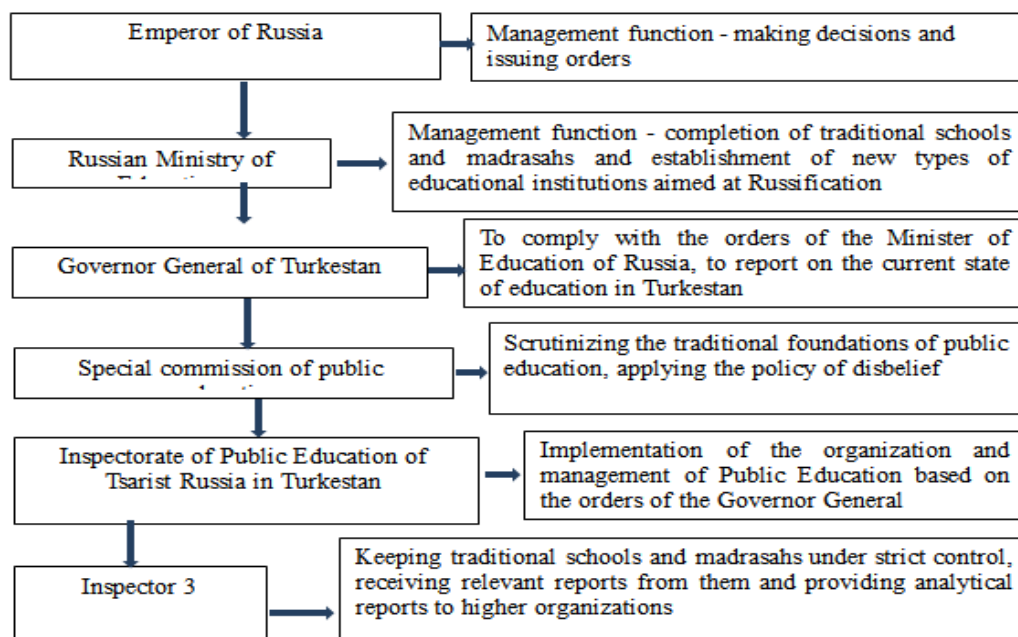 Emperor of Russia
Management function - making decisions and
issuing orders
Russian Ministry of
Management function - completion of traditional schools
and madrasahs and establishment of new types of
educational institutions aimed at Russification
Governor General of Turkestan
To comply with the orders of the Minister of
Education of Russia, to report on the current state
of education in Turkestan
Special commission of public
Scrutinizing the traditional foundations of public
education, applying the policy of disbelief
Inspectorate of Public Education of
Tsarist Russia in Turkestan
Implementation of the organization and
management of Public Education based on
the orders of the Governor General
Inspector 3
Keeping traditional schools and madrasahs under strict control,
receiving relevant reports from them and providing analytical
reports to higher organizations